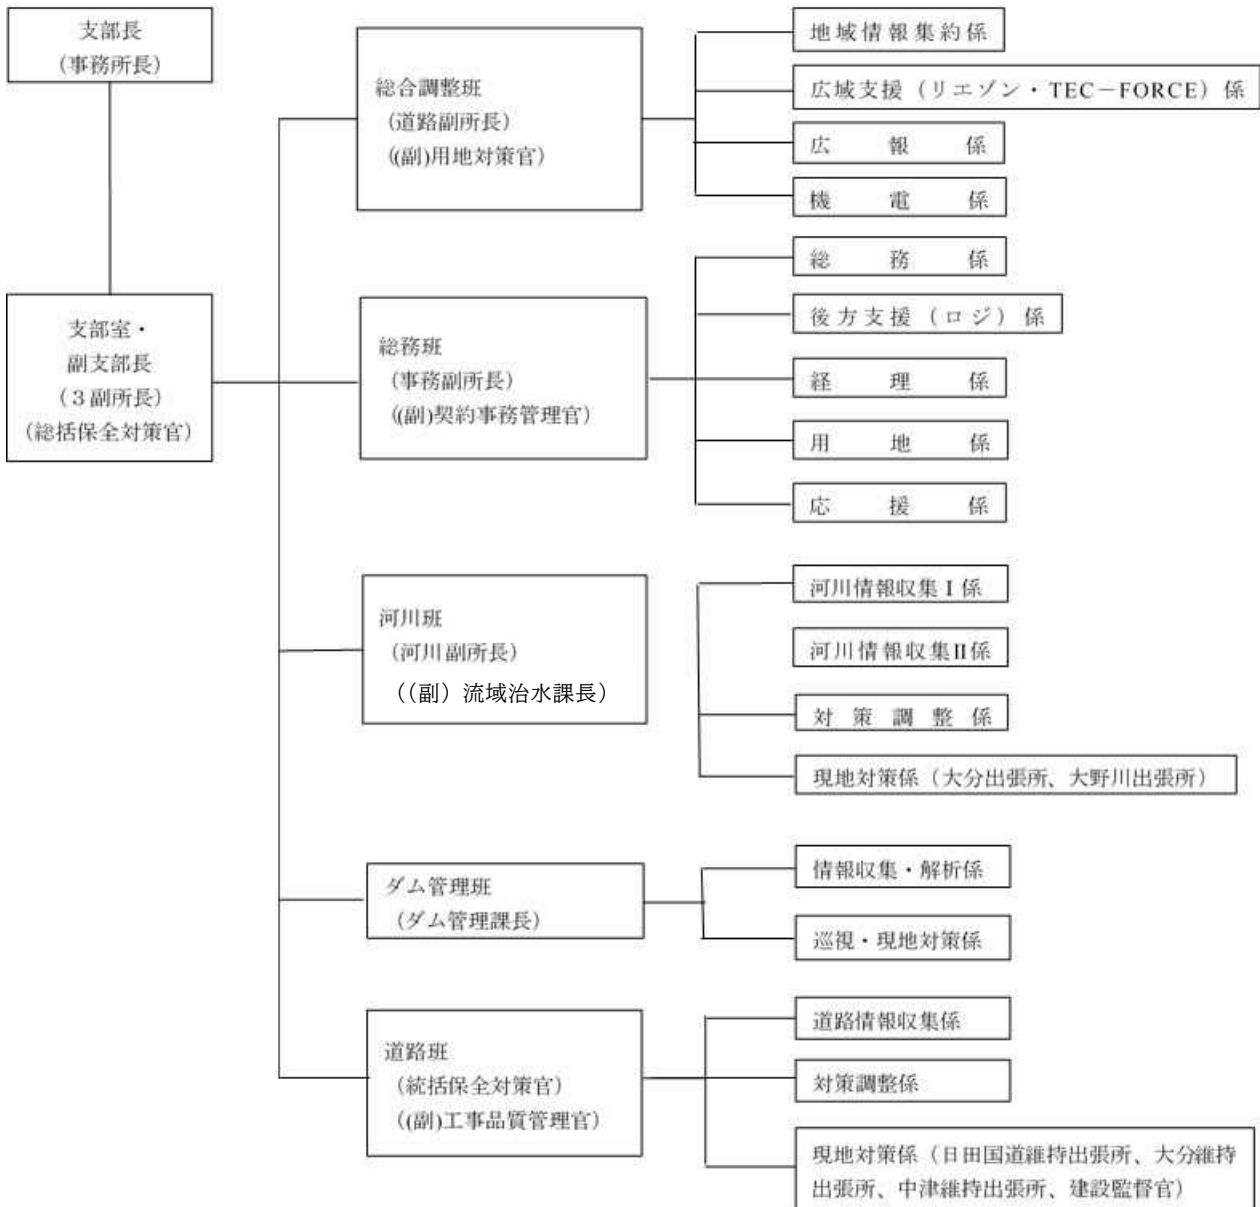 支部長
（事務所長）
支部室・
副支部長
（３副所長）
（総括保全対策官）
総合調整班
（道路副所長）
（(副)用地対策官）
地域情報集約係
広域支援（リエゾン・TEC－FORCE）係
広報係
機電係
総務班
（事務副所長）
（(副)契約事務管理官）
総務係
後方支援（ロジ）係
経理係
用地係
応援係
河川班
（河川副所長）
（（副）流域治水課長）
河川情報収集Ⅰ係
河川情報収集Ⅱ係
対策調整係
現地対策係（大分出張所、大野川出張所）
ダム管理班
（ダム管理課長）
情報収集・解析係
巡視・現地対策係
道路班
（統括保全対策官）
（(副)工事品質管理官）
道路情報収集係
対策調整係
現地対策係（日田国道維持出張所、大分維持
出張所、中津維持出張所、建設監督官）